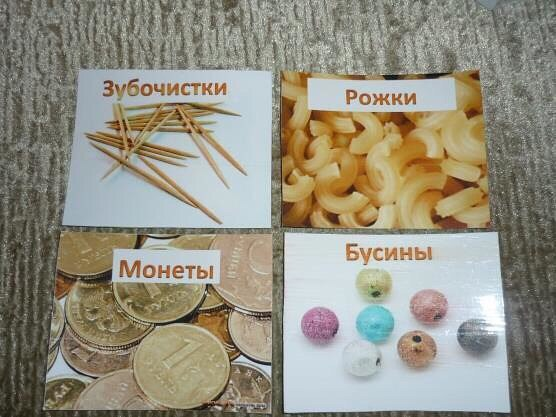 Зубочистки
Рожки
Монеты
Бусины